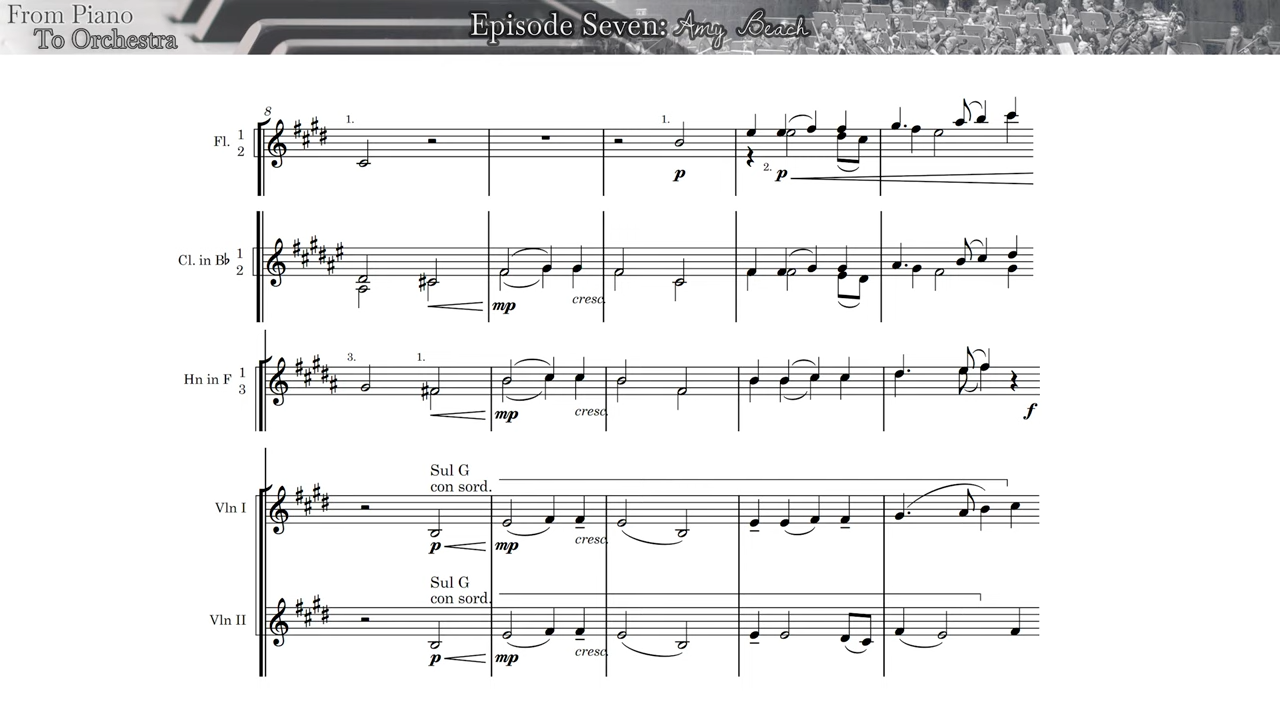 From Piano
To Orchestra
Episode Seven: Amy Beach
8
Fl. 1
2
1.
1.
p
2.
p
Cl. in B♭ 1
2
mp
cresc.
Hn in F 1
3
3.
1.
mp
cresc.
f
Vln I
Sul G
con sord.
p
mp
cresc.
Vln II
Sul G
con sord.
p
mp
cresc.